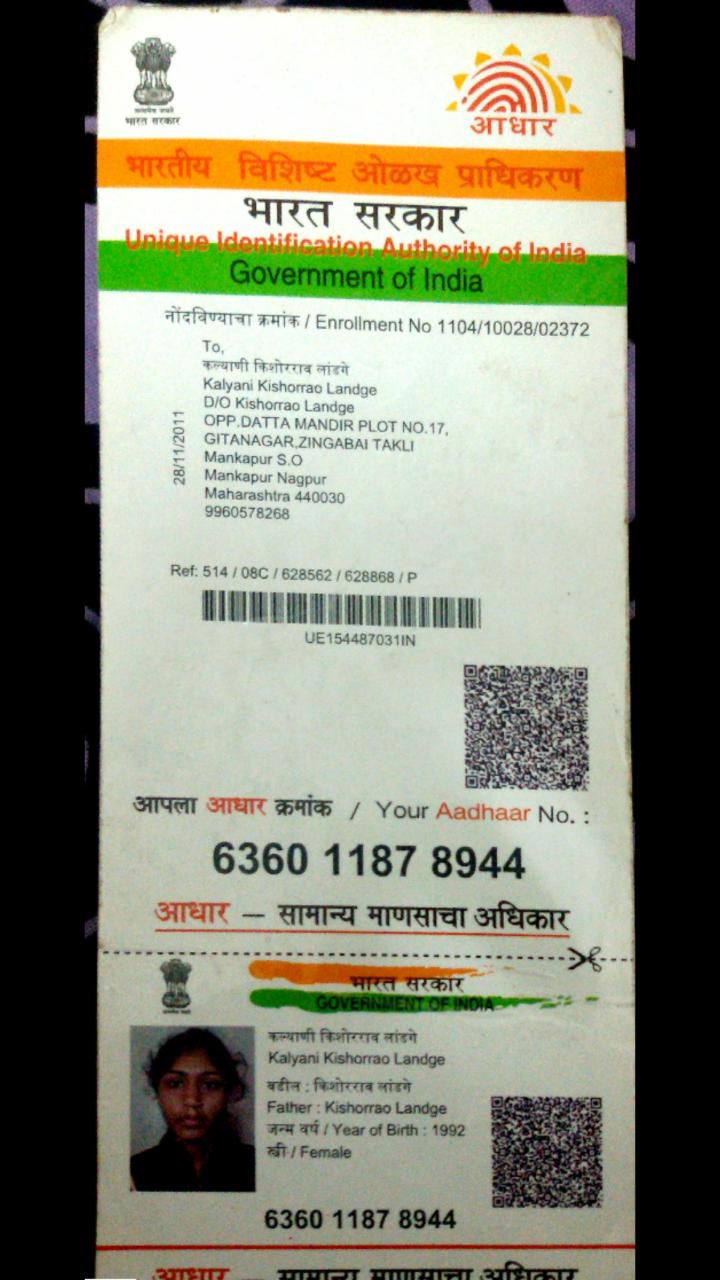 सत्यमेव जयते
भारत सरकार
आधार
भारतीय विशिष्ट ओळख प्राधिकरण
भारत सरकार
Unique Identification Authority of India
Government of India
नोंदविण्याचा क्रमांक / Enrollment No 1104/10028/02372
To,
कल्याणी किशोरराव लांडगे
Kalyani Kishorrao Landge
D/O Kishorrao Landge
OPP.DATTA MANDIR PLOT NO.17,
GITANAGAR,ZINGABAI TAKLI
Mankapur S.O
Mankapur Nagpur
Maharashtra 440030
9960578268
28/11/2011
Ref: 514 / 08C / 628562 / 628868 / P
UE154487031IN
आपला आधार क्रमांक / Your Aadhaar No. :
6360 1187 8944
आधार — सामान्य माणसाचा अधिकार
भारत सरकार
GOVERNMENT OF INDIA
कल्याणी किशोरराव लांडगे
Kalyani Kishorrao Landge
वडील : किशोरराव लांडगे
Father : Kishorrao Landge
जन्म वर्ष / Year of Birth : 1992
स्त्री / Female
6360 1187 8944
आधार — सामान्य माणसाचा अधिकार